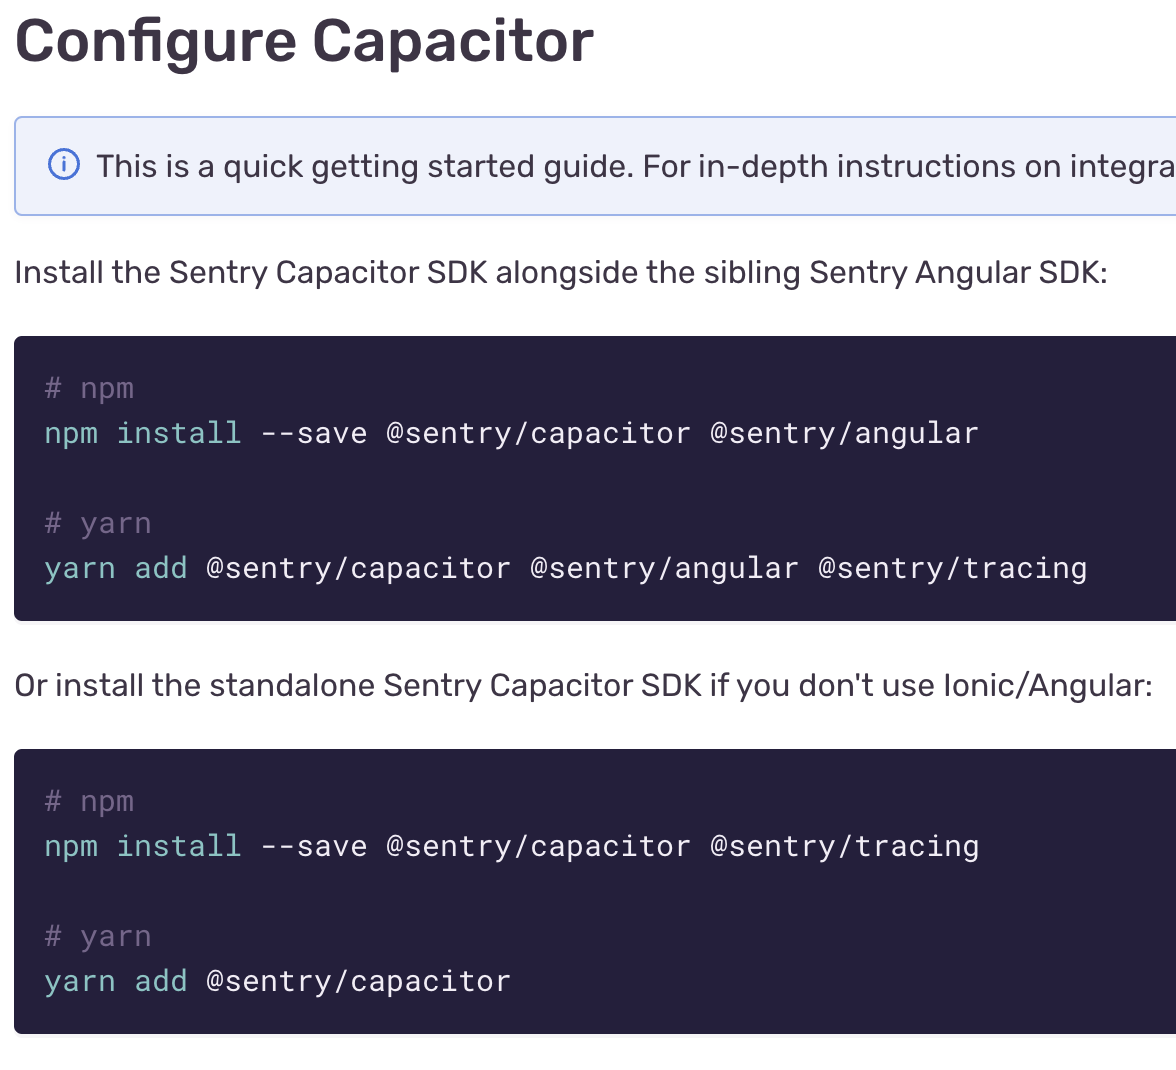 Configure Capacitor
This is a quick getting started guide. For in-depth instructions on integra
Install the Sentry Capacitor SDK alongside the sibling Sentry Angular SDK:
# npm
npm install --save @sentry/capacitor @sentry/angular
# yarn
yarn add @sentry/capacitor @sentry/angular @sentry/tracing
Or install the standalone Sentry Capacitor SDK if you don't use Ionic/Angular:
# npm
npm install --save @sentry/capacitor @sentry/tracing
# yarn
yarn add @sentry/capacitor